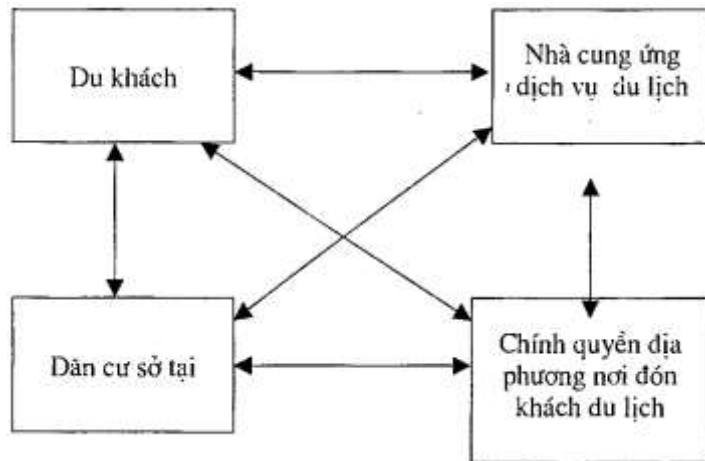 Du khách
Nhà cung ứng
dịch vụ du lịch
Dân cư sở tại
Chính quyền địa
phương nơi đón
khách du lịch